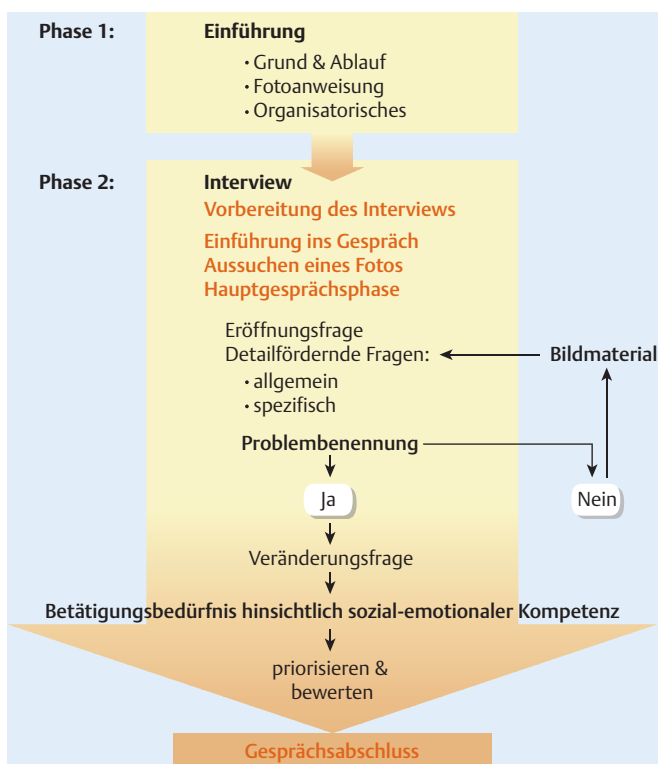 Phase 1: Einführung
· Grund & Ablauf
· Fotoanweisung
· Organisatorisches
Phase 2: Interview
Vorbereitung des Interviews
Einführung ins Gespräch
Aussuchen eines Fotos
Hauptgesprächsphase
Eröffnungsfrage
Detailfördernde Fragen: Bildmaterial
· allgemein
· spezifisch
Problembenennung
Ja Nein
Veränderungsfrage
Betätigungsbedürfnis hinsichtlich sozial-emotionaler Kompetenz
priorisieren &
bewerten
Gesprächsabschluss